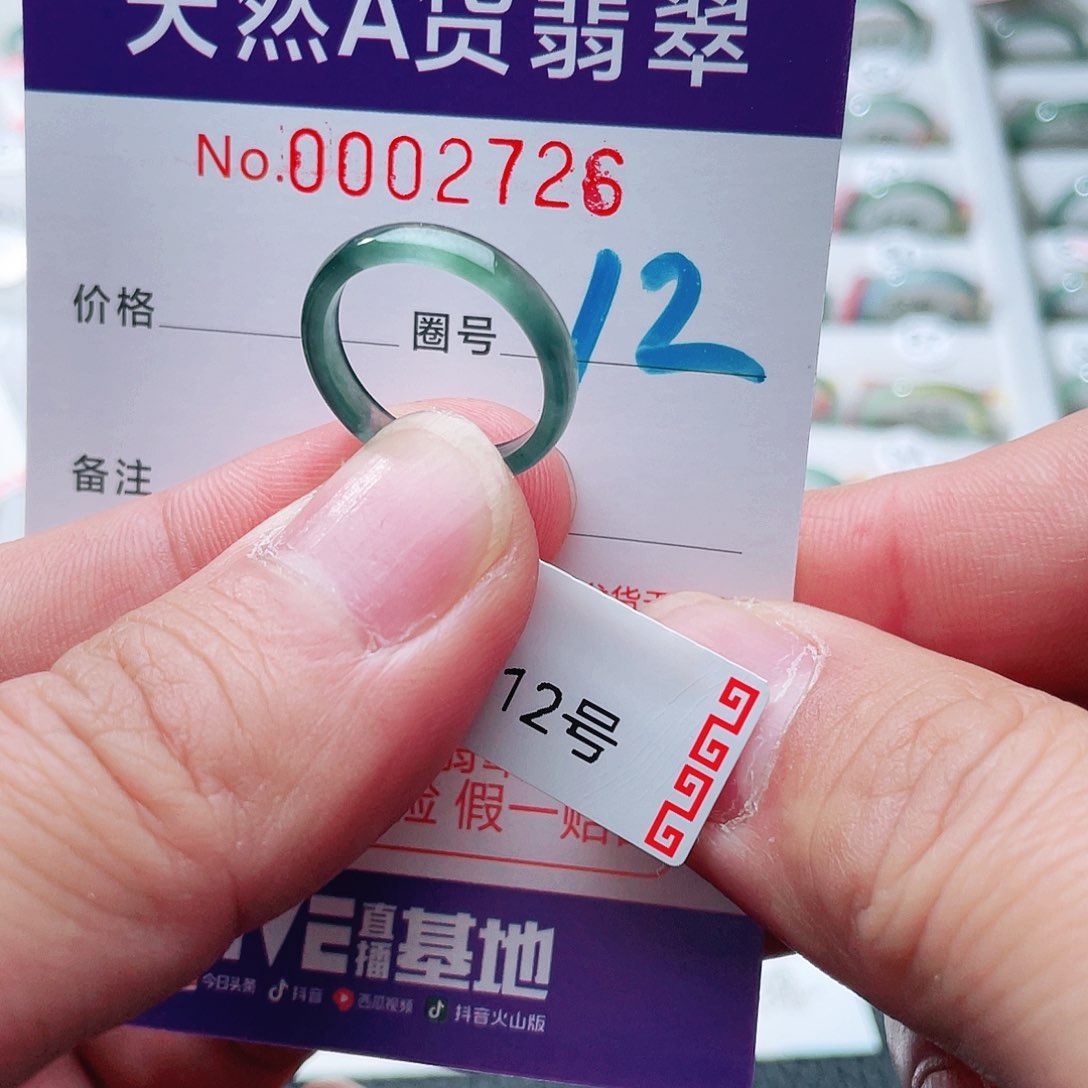 天然A货翡翠
No.0002726
价格 圈号 12
备注
12号
假一赔
直播基地
今日头条 抖音 西瓜视频 抖音火山版